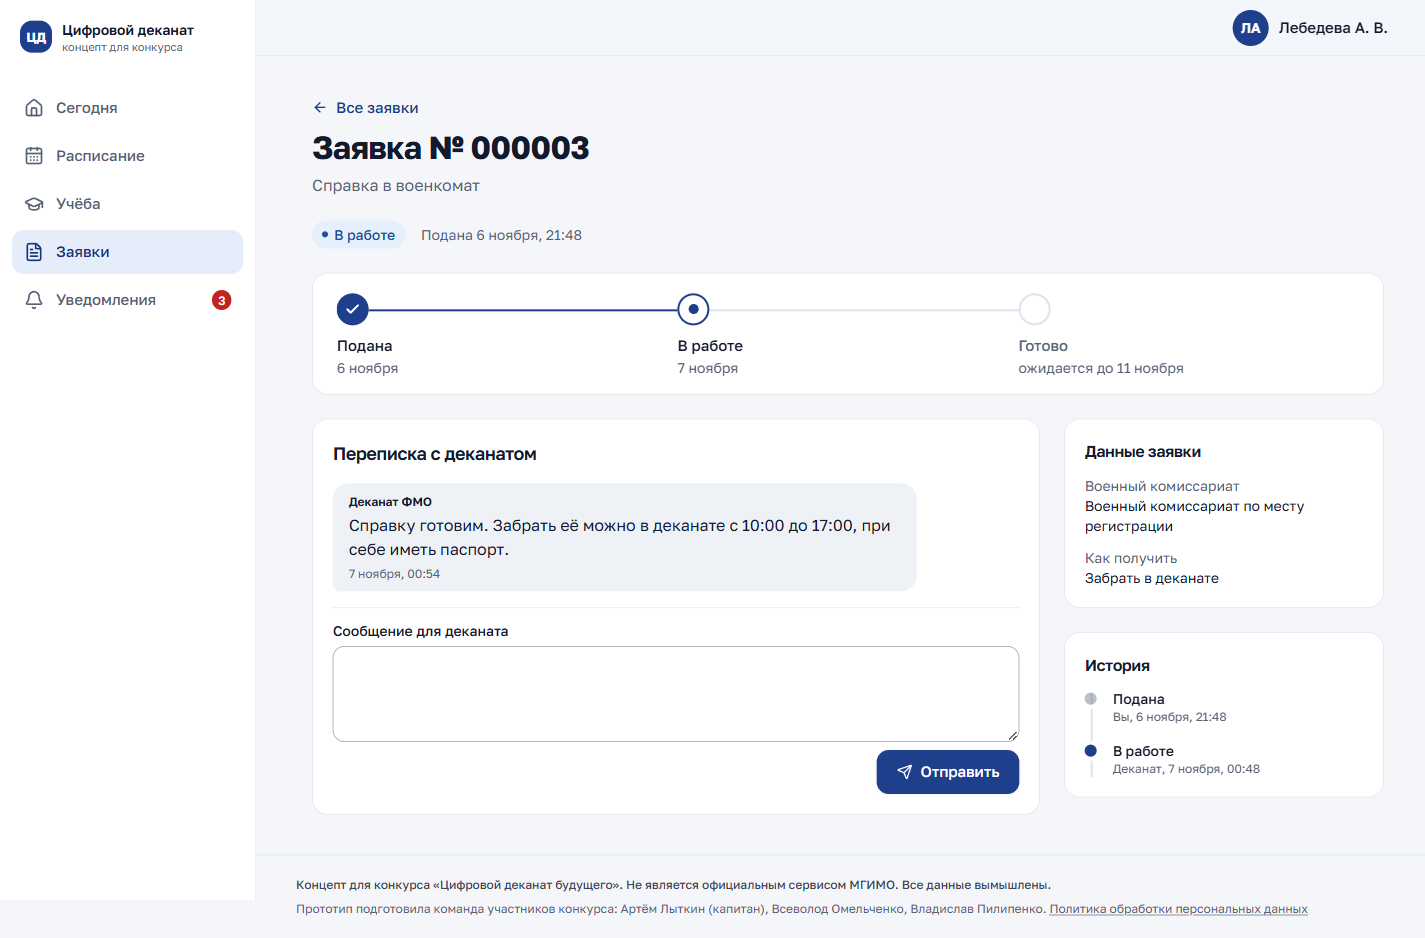 ЦД
Цифровой деканат
концепт для конкурса
Сегодня
Расписание
Учёба
Заявки
Уведомления
3
ЛА
Лебедева А. В.
Все заявки
Заявка № 000003
Справка в военкомат
В работе
Подана 6 ноября, 21:48
Подана
6 ноября
В работе
7 ноября
Готово
ожидается до 11 ноября
Переписка с деканатом
Деканат ФМО
Справку готовим. Забрать её можно в деканате с 10:00 до 17:00, при
себе иметь паспорт.
7 ноября, 00:54
Сообщение для деканата
Отправить
Данные заявки
Военный комиссариат
Военный комиссариат по месту
регистрации
Как получить
Забрать в деканате
История
Подана
Вы, 6 ноября, 21:48
В работе
Деканат, 7 ноября, 00:48
Концепт для конкурса «Цифровой деканат будущего». Не является официальным сервисом МГИМО. Все данные вымышлены.
Прототип подготовила команда участников конкурса: Артём Лыткин (капитан), Всеволод Омельченко, Владислав Пилипенко. Политика обработки персональных данных